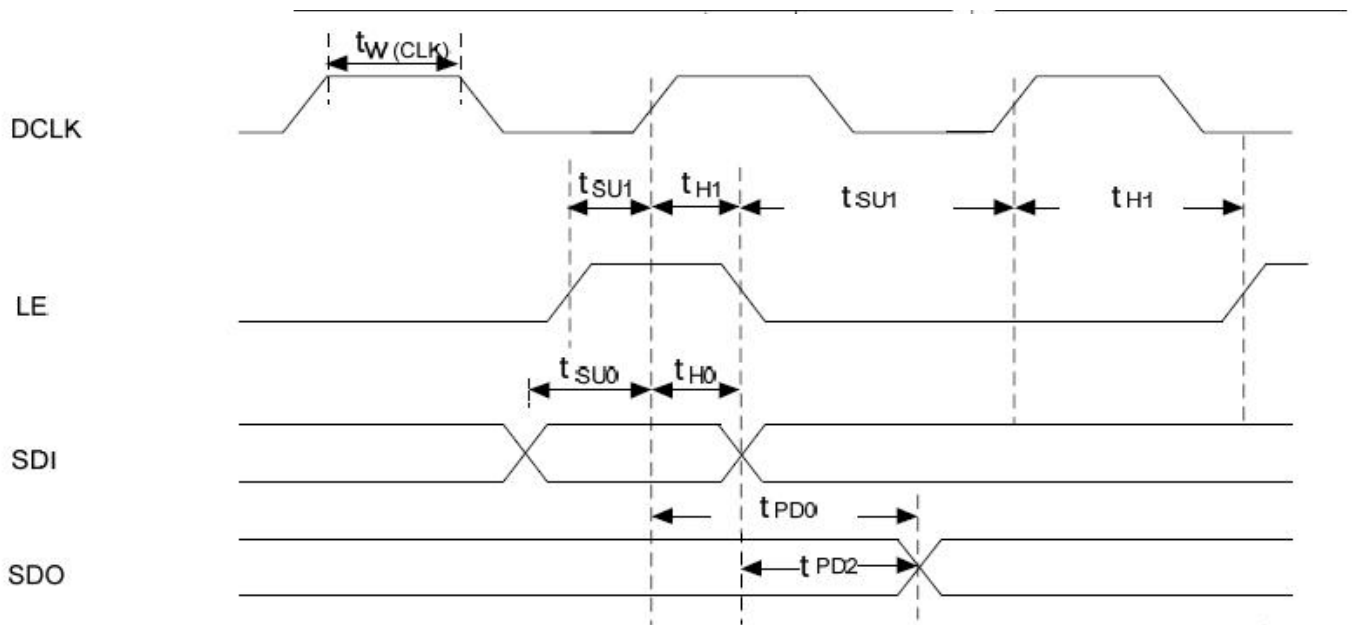 tW(CLK)
DCLK
tSU1 tH1 tSU1 tH1
LE
tSU0 tH0
SDI
tPD0
SDO
tPD2